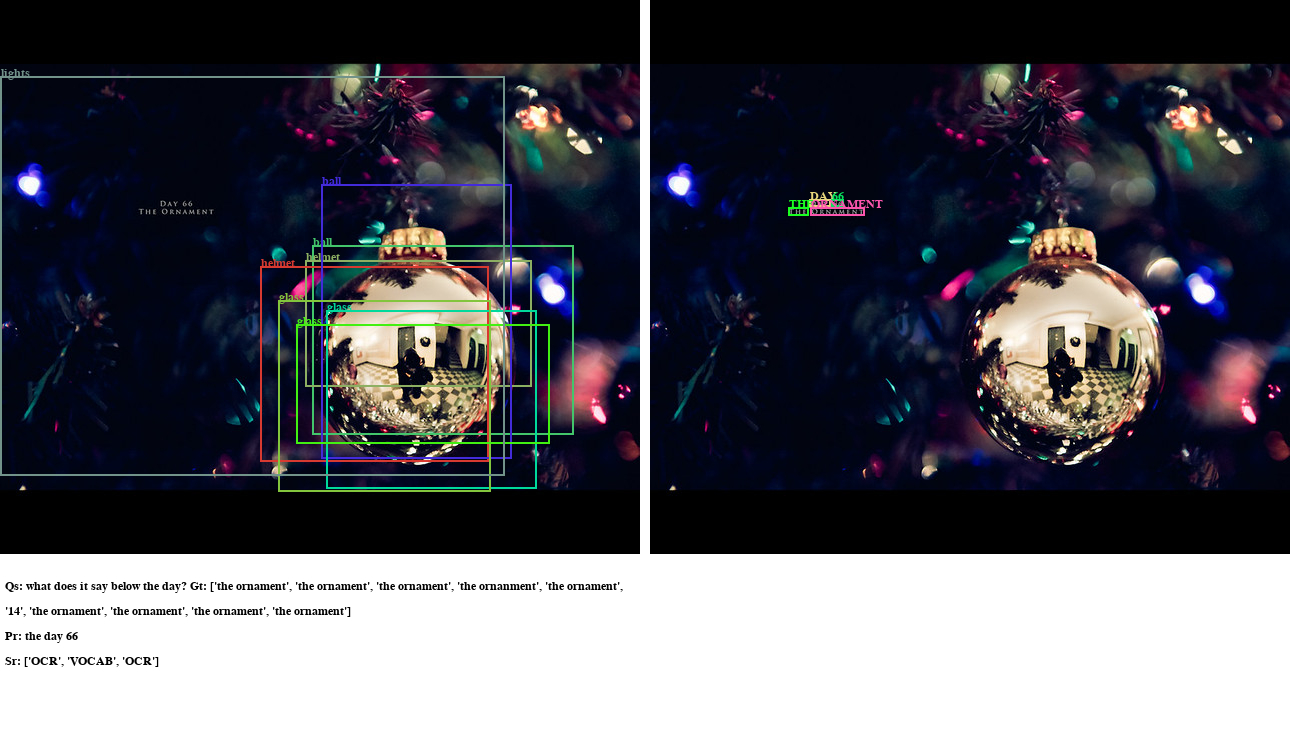 lights
DAY 66
THE ORNAMENT
ball
ball
helmet
helmet
glass
glass
glass
DAY 66
THE ORNAMENT
THE ORNAMENT
Qs: what does it say below the day? Gt: ['the ornament', 'the ornament', 'the ornament', 'the ornanment', 'the ornament',
'14', 'the ornament', 'the ornament', 'the ornament', 'the ornament']
Pr: the day 66
Sr: ['OCR', 'VOCAB', 'OCR']